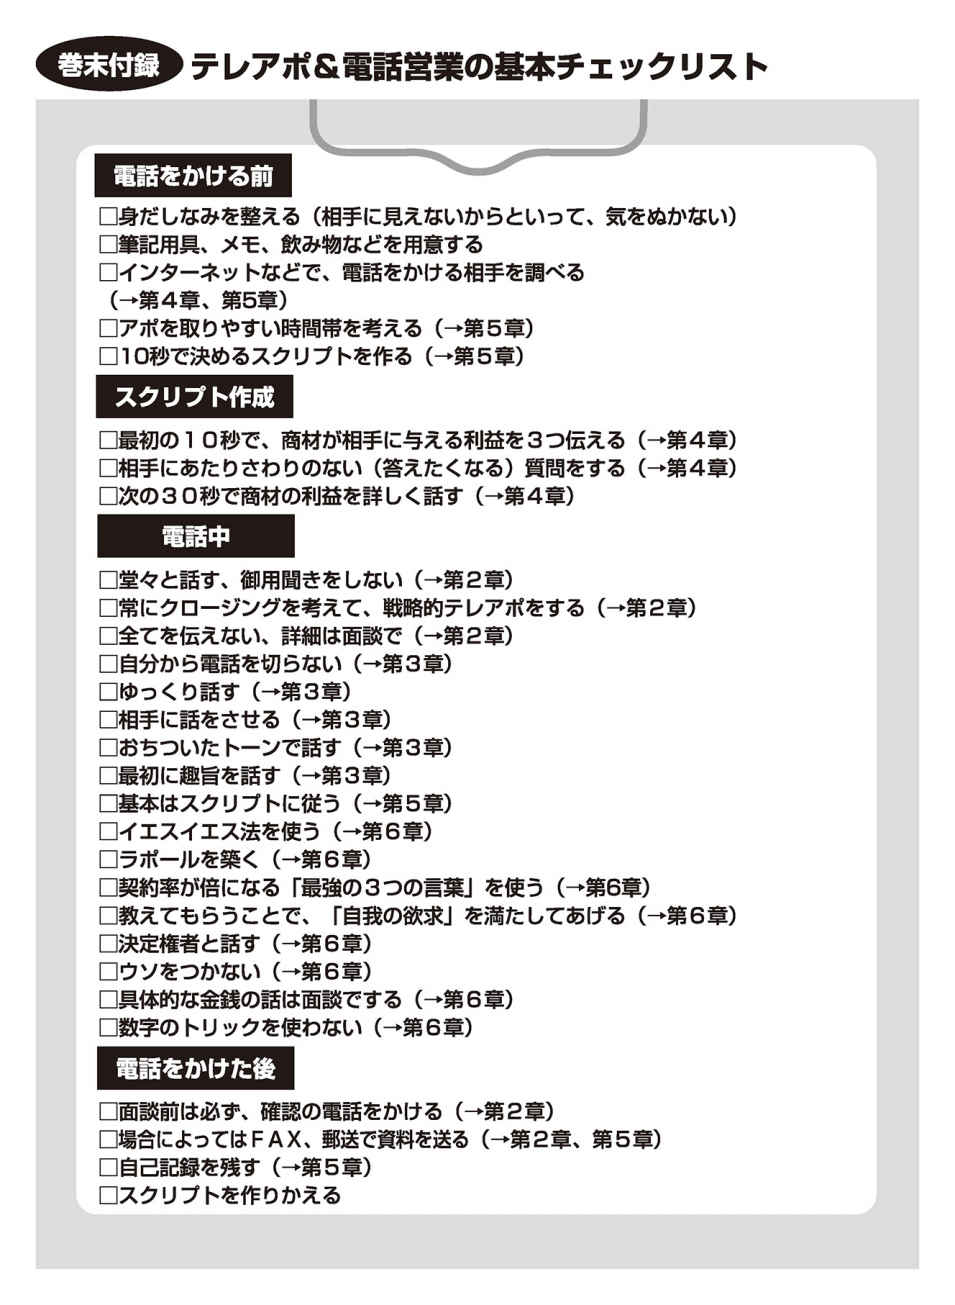 巻末付録 テレアポ＆電話営業の基本チェックリスト
電話をかける前
□身だしなみを整える（相手に見えないからといって、気をぬかない）
□筆記用具、メモ、飲み物などを用意する
□インターネットなどで、電話をかける相手を調べる
（→第４章、第5章）
□アポを取りやすい時間帯を考える（→第５章）
□10秒で決めるスクリプトを作る（→第５章）
スクリプト作成
□最初の１０秒で、商材が相手に与える利益を３つ伝える（→第４章）
□相手にあたりさわりのない（答えたくなる）質問をする（→第４章）
□次の３０秒で商材の利益を詳しく話す（→第４章）
電話中
□堂々と話す、御用聞きをしない（→第２章）
□常にクロージングを考えて、戦略的テレアポをする（→第２章）
□全てを伝えない、詳細は面談で（→第２章）
□自分から電話を切らない（→第３章）
□ゆっくり話す（→第３章）
□相手に話をさせる（→第３章）
□おちついたトーンで話す（→第３章）
□最初に趣旨を話す（→第３章）
□基本はスクリプトに従う（→第５章）
□イエスイエス法を使う（→第６章）
□ラポールを築く（→第６章）
□契約率が倍になる「最強の３つの言葉」を使う（→第6章）
□教えてもらうことで、「自我の欲求」を満たしてあげる（→第６章）
□決定権者と話す（→第６章）
□ウソをつかない（→第６章）
□具体的な金銭の話は面談でする（→第６章）
□数字のトリックを使わない（→第６章）
電話をかけた後
□面談前は必ず、確認の電話をかける（→第２章）
□場合によってはＦＡＸ、郵送で資料を送る（→第２章、第５章）
□自己記録を残す（→第５章）
□スクリプトを作りかえる